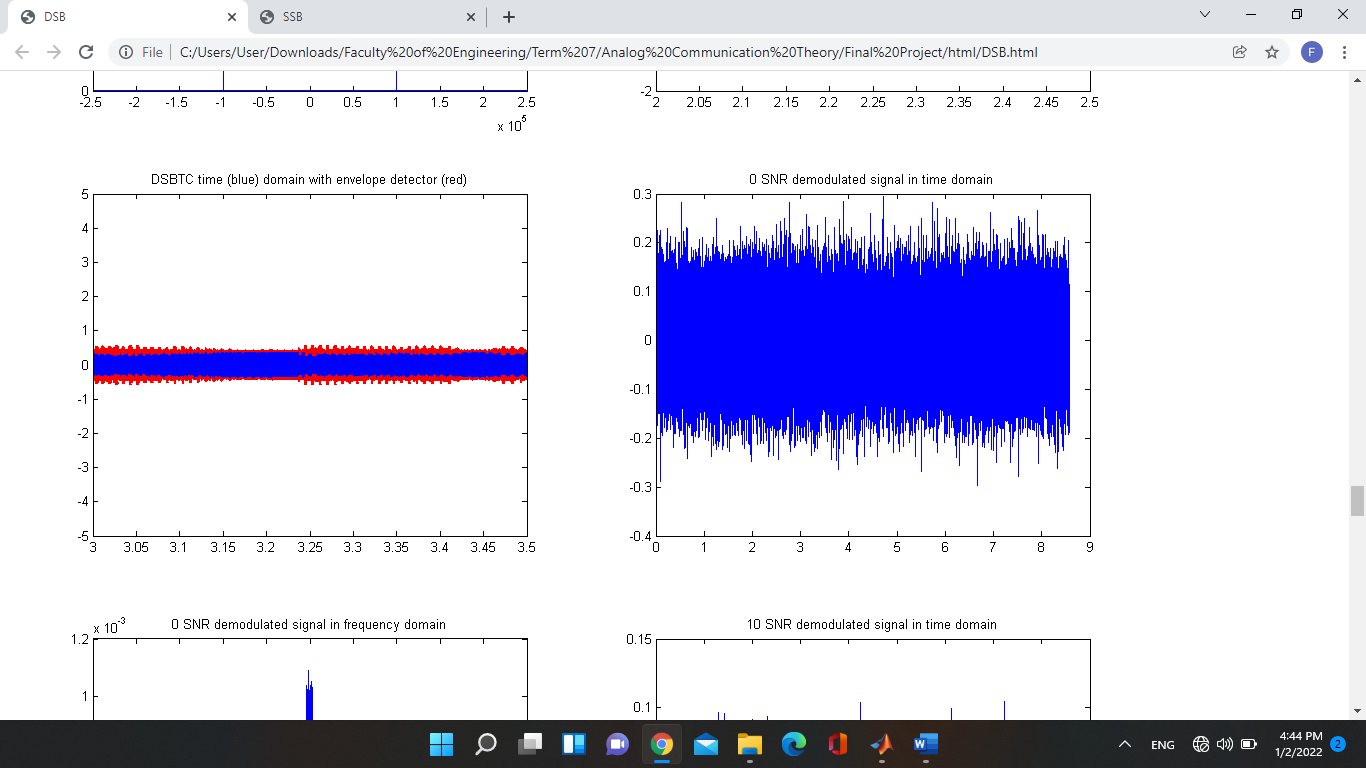 DSB
SSB
File
C:/Users/User/Downloads/Faculty%20of%20Engineering/Term%207/Analog%20Communication%20Theory/Final%20Project/html/DSB.html
F
0
-2.5 -2 -1.5 -0.5 0 0.5 1 1.5 2 2.5
x 10^5
-2
2 2.05 2.1 2.15 2.2 2.25 2.3 2.35 2.4 2.45 2.5
DSBTC time (blue) domain with envelope detector (red)
5
4
3
2
1
0
-1
-2
-3
-4
-5
3 3.05 3.1 3.15 3.2 3.25 3.3 3.35 3.4 3.45 3.5
0 SNR demodulated signal in time domain
0.3
0.2
0.1
0
-0.1
-0.2
-0.3
-0.4
0 1 2 3 4 5 6 7 8 9
x 10^-3
0 SNR demodulated signal in frequency domain
1.2
1
10 SNR demodulated signal in time domain
0.15
0.1
ENG
4:44 PM
1/2/2022
2